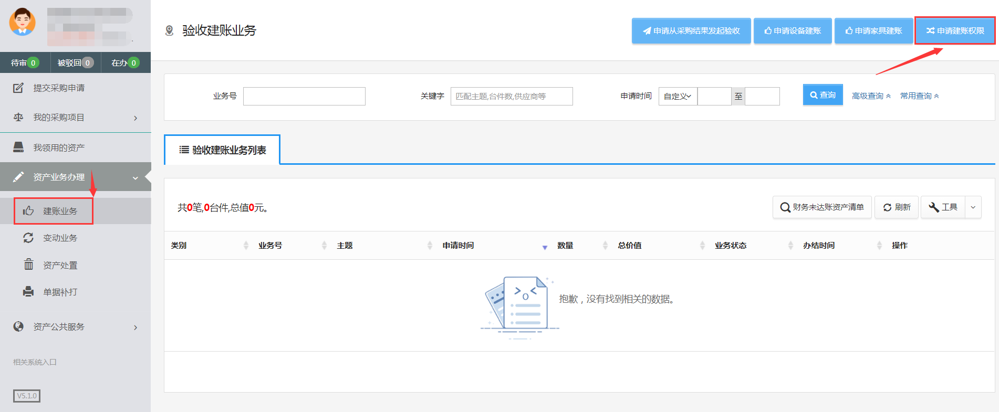 验收建账业务
申请从采购结果发起验收
申请设备建账
申请家具建账
申请建账权限
待审 0
被驳回 0
在办 0
提交采购申请
我的采购项目
我领用的资产
资产业务办理
建账业务
变动业务
资产处置
单据补打
资产公共服务
相关系统入口
V5.1.0
业务号
关键字 匹配主题,台件数,供应商等
申请时间 自定义 至
查询
高级查询
常用查询
验收建账业务列表
共0笔,0台件,总值0元。
财务未达账资产清单
刷新
工具
类别 业务号 主题 申请时间 数量 总价值 业务状态 办结时间 操作
抱歉，没有找到相关的数据。